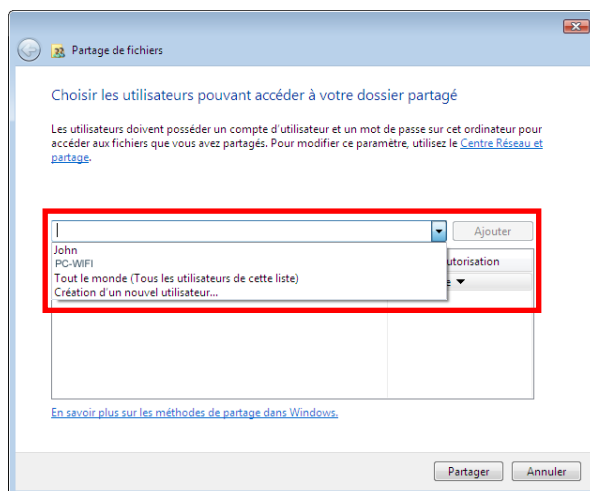 Partage de fichiers
Choisir les utilisateurs pouvant accéder à votre dossier partagé
Les utilisateurs doivent posséder un compte d'utilisateur et un mot de passe sur cet ordinateur pour
accéder aux fichiers que vous avez partagés. Pour modifier ce paramètre, utilisez le Centre Réseau et
partage.
Ajouter
John
PC-WIFI
utorisation
Tout le monde (Tous les utilisateurs de cette liste)
Création d'un nouvel utilisateur...
En savoir plus sur les méthodes de partage dans Windows.
Partager Annuler